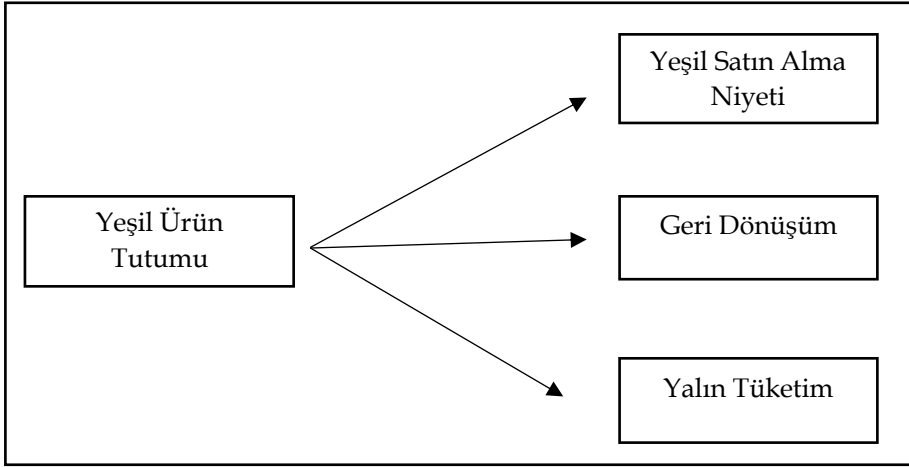 Yeşil Satın Alma
Niyeti
Yeşil Ürün
Tutumu
Geri Dönüşüm
Yalın Tüketim